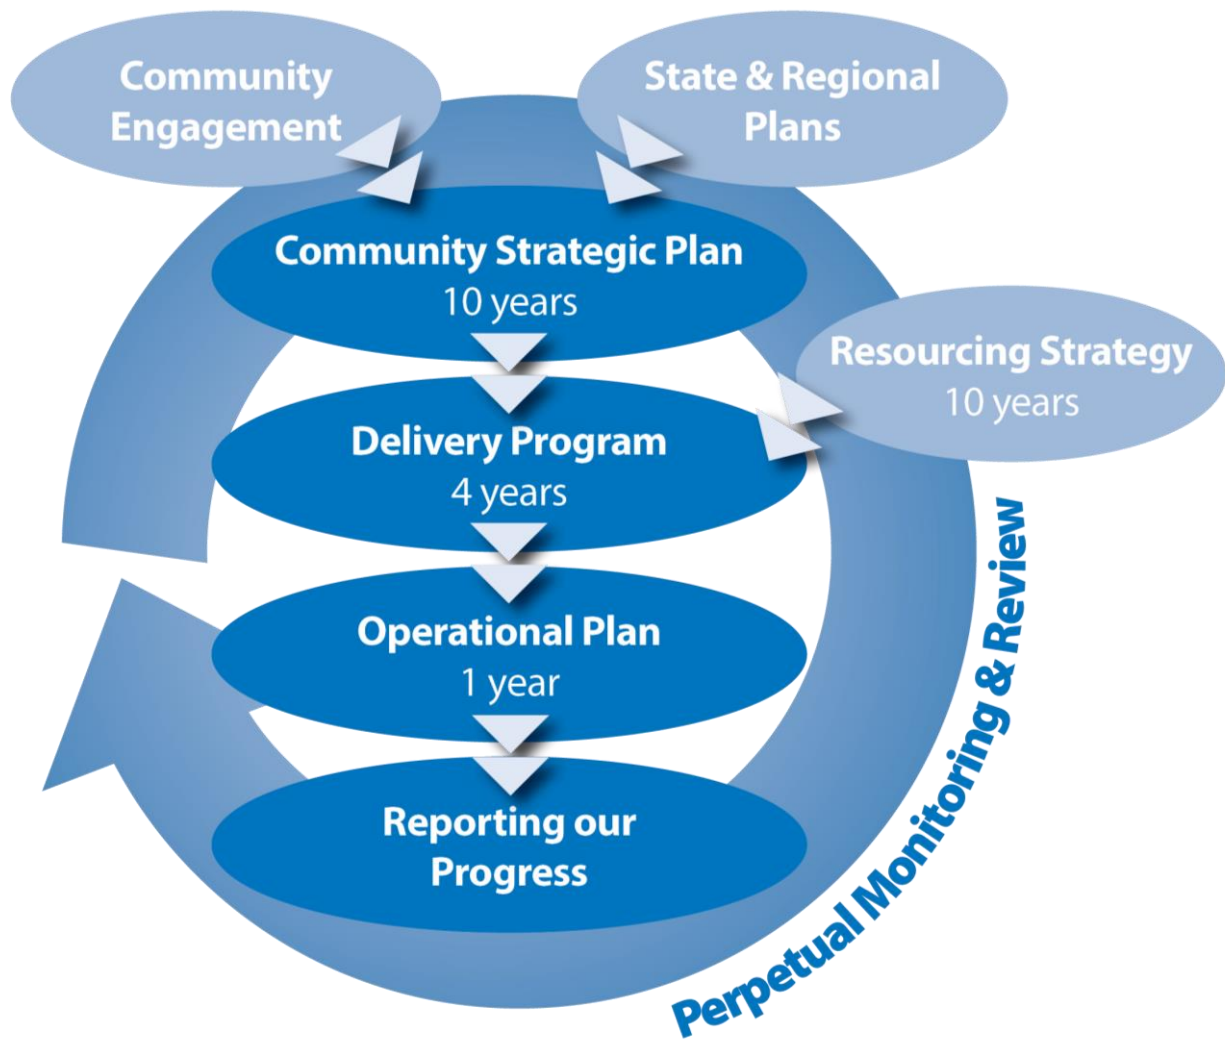 Community
Engagement
State & Regional
Plans
Community Strategic Plan
10 years
Resourcing Strategy
10 years
Delivery Program
4 years
Operational Plan
1 year
Reporting our
Progress
Perpetual Monitoring & Review